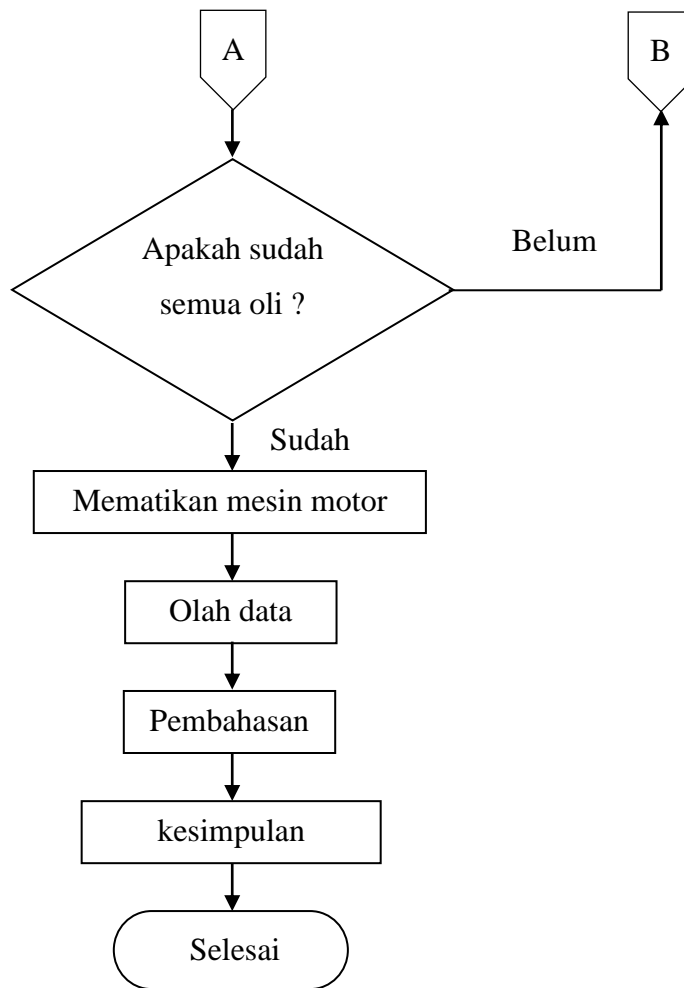 A
B
Apakah sudah
semua oli ?
Belum
Sudah
Mematikan mesin motor
Olah data
Pembahasan
kesimpulan
Selesai